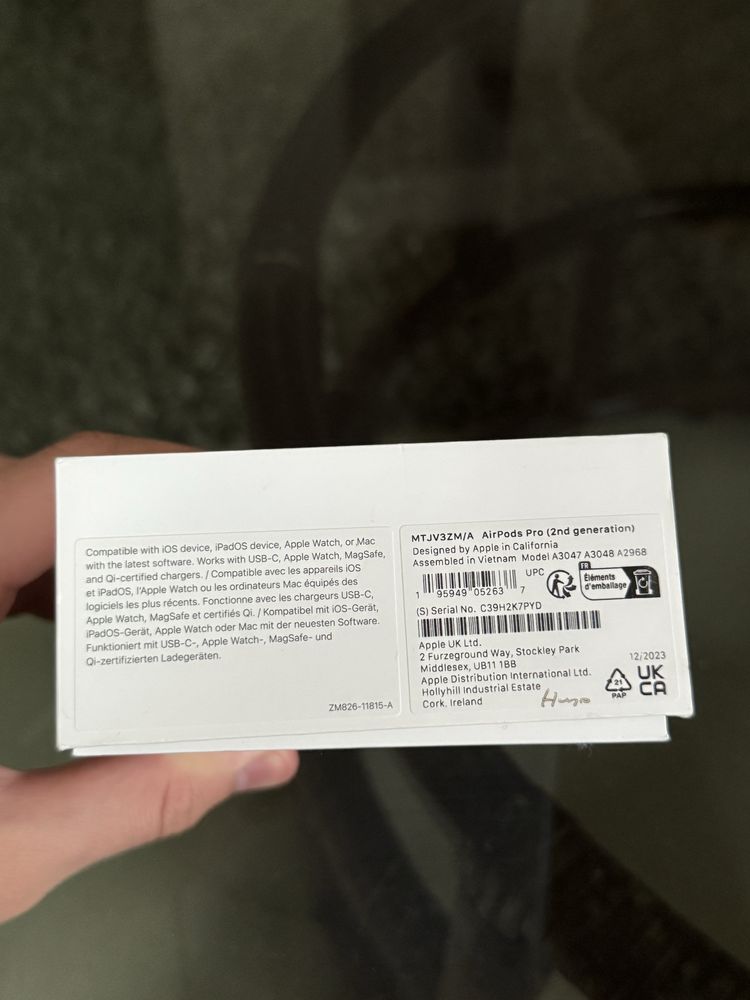 Compatible with iOS device, iPadOS device, Apple Watch, or Mac
with the latest software. Works with USB-C, Apple Watch, MagSafe,
and Qi-certified chargers. / Compatible avec les appareils iOS
et iPadOS, l'Apple Watch ou les ordinateurs Mac équipés des
logiciels les plus récents. Fonctionne avec les chargeurs USB-C,
Apple Watch, MagSafe et certifiés Qi. / Kompatibel mit iOS-Gerät,
iPadOS-Gerät, Apple Watch oder Mac mit der neuesten Software.
Funktioniert mit USB-C-, Apple Watch-, MagSafe- und
Qi-zertifizierten Ladegeräten.
ZM826-11815-A
MTJV3ZM/A AirPods Pro (2nd generation)
Designed by Apple in California
Assembled in Vietnam Model A3047 A3048 A2968
UPC
1 95949 05263 7
FR
Éléments
d'emballage
(S) Serial No. C39H2K7PYD
Apple UK Ltd.
2 Furzeground Way, Stockley Park
Middlesex, UB11 1BB
Apple Distribution International Ltd.
Hollyhill Industrial Estate
Cork, Ireland
Hugo
12/2023
21
PAP
UK
CA